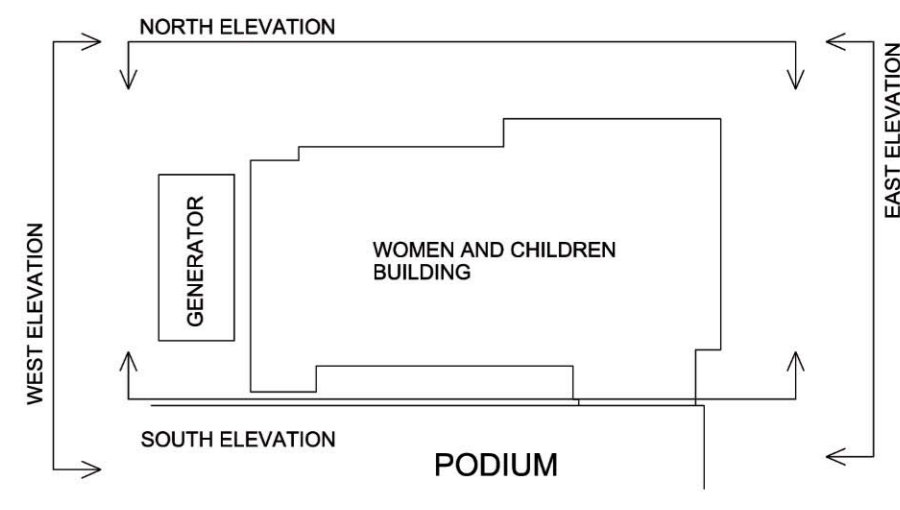 NORTH ELEVATION
EAST ELEVATION
WEST ELEVATION
GENERATOR
WOMEN AND CHILDREN
BUILDING
SOUTH ELEVATION
PODIUM